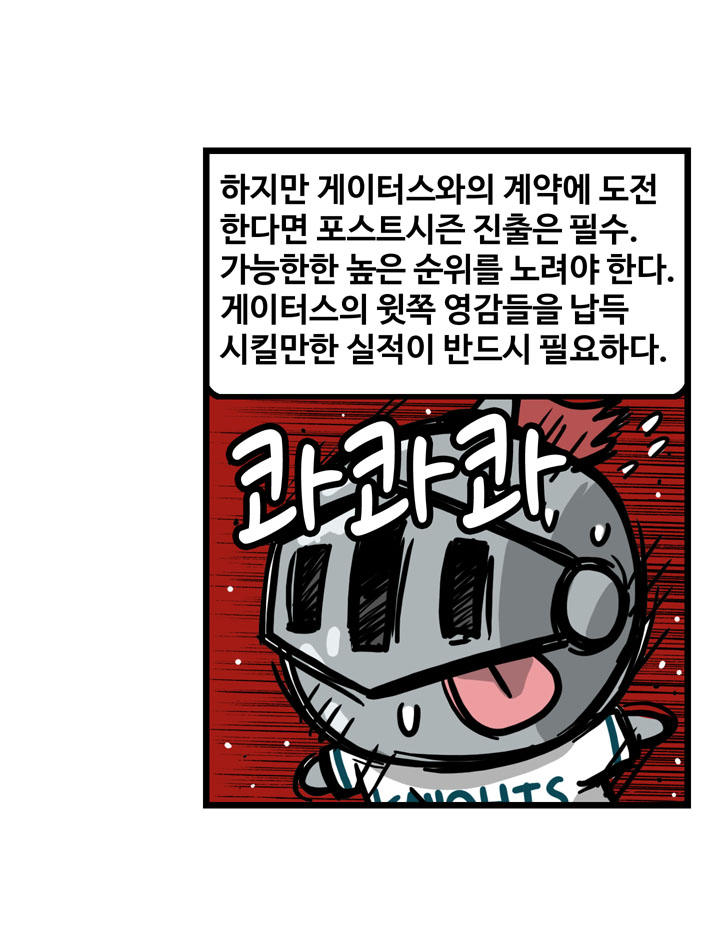 하지만 게이터스와의 계약에 도전
한다면 포스트시즌 진출은 필수.
가능한한 높은 순위를 노려야 한다.
게이터스의 윗쪽 영감들을 납득
시킬만한 실적이 반드시 필요하다.
콰콰콰
KNIGHTS